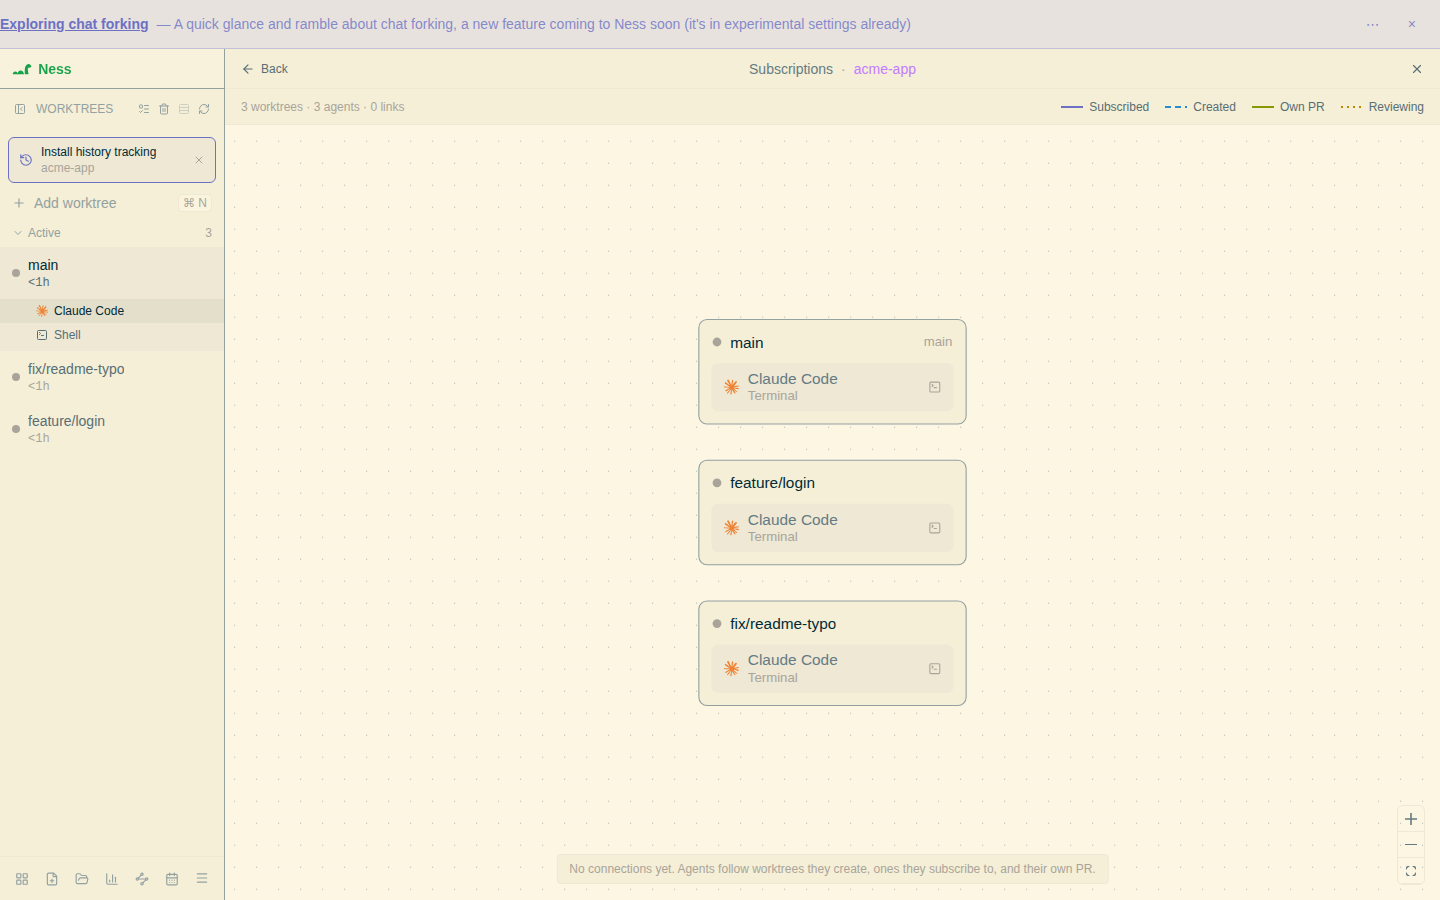 Exploring chat forking — A quick glance and ramble about chat forking, a new feature coming to Ness soon (it's in experimental settings already)
Ness
WORKTREES
Install history tracking
acme-app
Add worktree ⌘ N
Active 3
main
<1h
Claude Code
Shell
fix/readme-typo
<1h
feature/login
<1h
Back
Subscriptions · acme-app
3 worktrees · 3 agents · 0 links
Subscribed
Created
Own PR
Reviewing
main main
Claude Code
Terminal
feature/login
Claude Code
Terminal
fix/readme-typo
Claude Code
Terminal
No connections yet. Agents follow worktrees they create, ones they subscribe to, and their own PR.